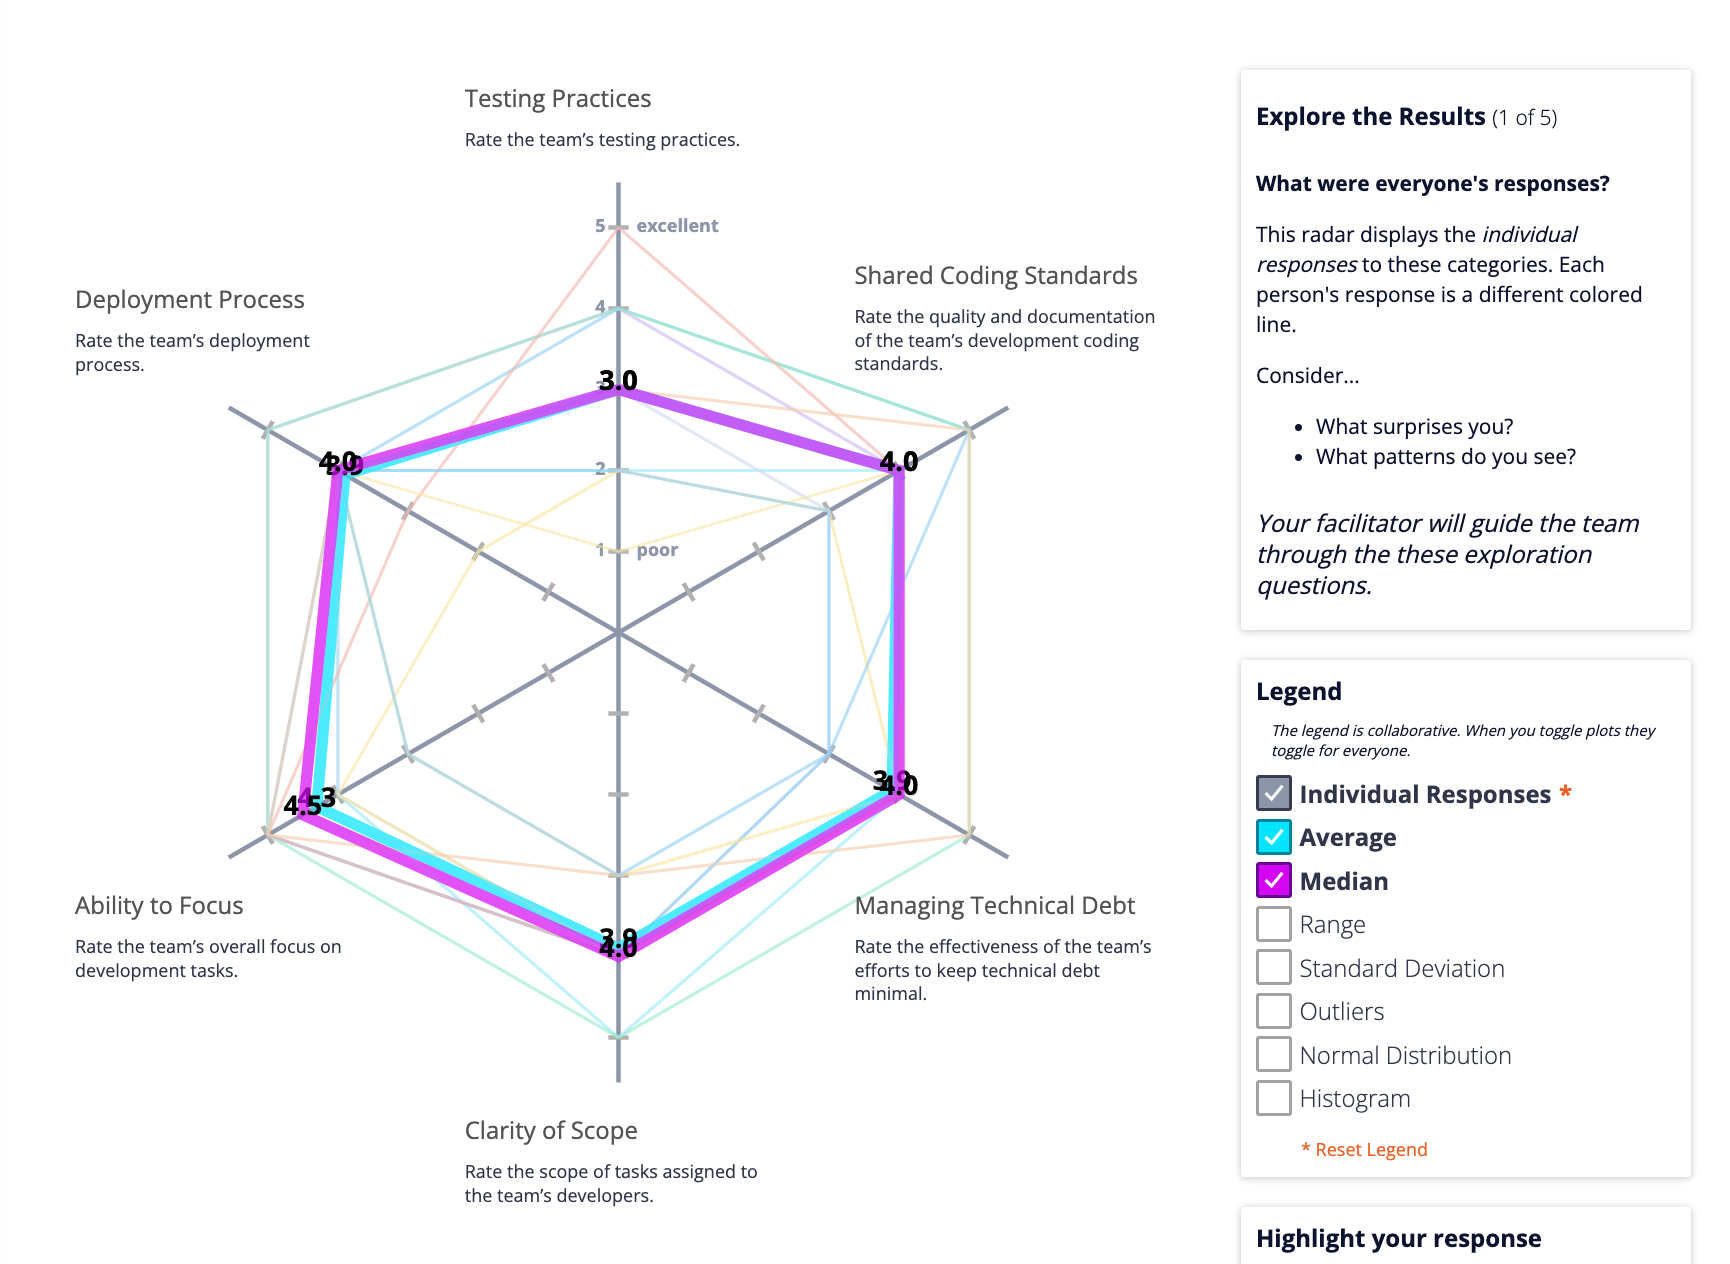 Testing Practices
Rate the team's testing practices.
5 excellent
4
3.0
2
1 poor
Shared Coding Standards
Rate the quality and documentation
of the team's development coding
standards.
4.0
Deployment Process
Rate the team's deployment
process.
4.0
3.9
4.0
Managing Technical Debt
Rate the effectiveness of the team's
efforts to keep technical debt
minimal.
4.5
Ability to Focus
Rate the team's overall focus on
development tasks.
3.9
4.0
Clarity of Scope
Rate the scope of tasks assigned to
the team's developers.
Explore the Results (1 of 5)
What were everyone's responses?
This radar displays the individual
responses to these categories. Each
person's response is a different colored
line.
Consider...
• What surprises you?
• What patterns do you see?
Your facilitator will guide the team
through the these exploration
questions.
Legend
The legend is collaborative. When you toggle plots they
toggle for everyone.
Individual Responses *
Average
Median
Range
Standard Deviation
Outliers
Normal Distribution
Histogram
* Reset Legend
Highlight your response